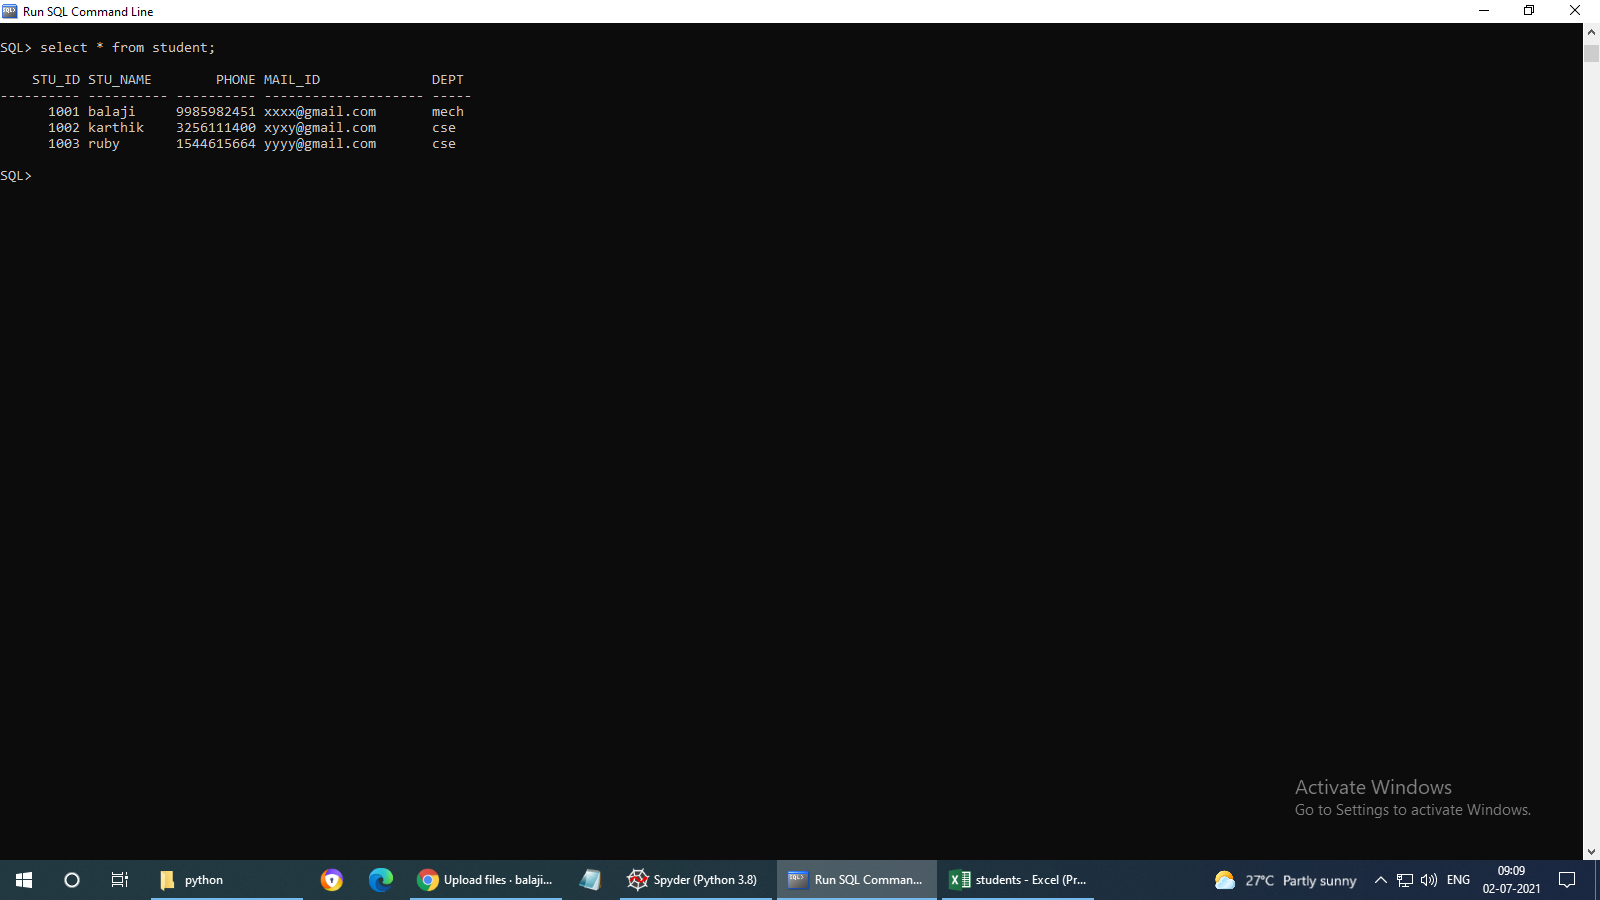 Run SQL Command Line
SQL> select * from student;
STU_ID STU_NAME PHONE MAIL_ID DEPT
---------- ---------- ---------- -------------------- -----
1001 balaji 9985982451 xxxx@gmail.com mech
1002 karthik 3256111400 xyxy@gmail.com cse
1003 ruby 1544615664 yyyy@gmail.com cse
SQL>
Activate Windows
Go to Settings to activate Windows.
python
Upload files · balaji...
Spyder (Python 3.8)
Run SQL Comman...
students - Excel (Pr...
27°C Partly sunny
ENG
09:09
02-07-2021